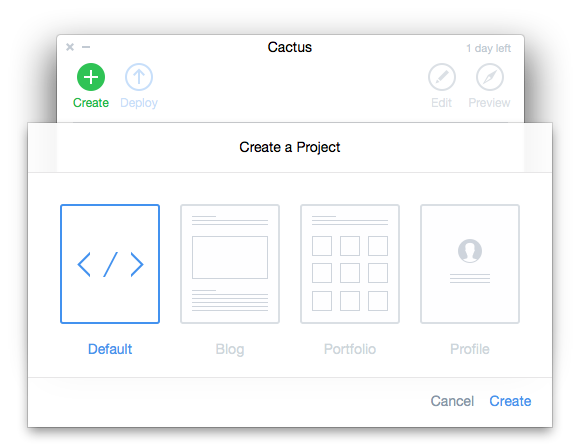 Cactus
1 day left
Create
Deploy
Edit
Preview
Create a Project
</>
Default
Blog
Portfolio
Profile
Cancel
Create